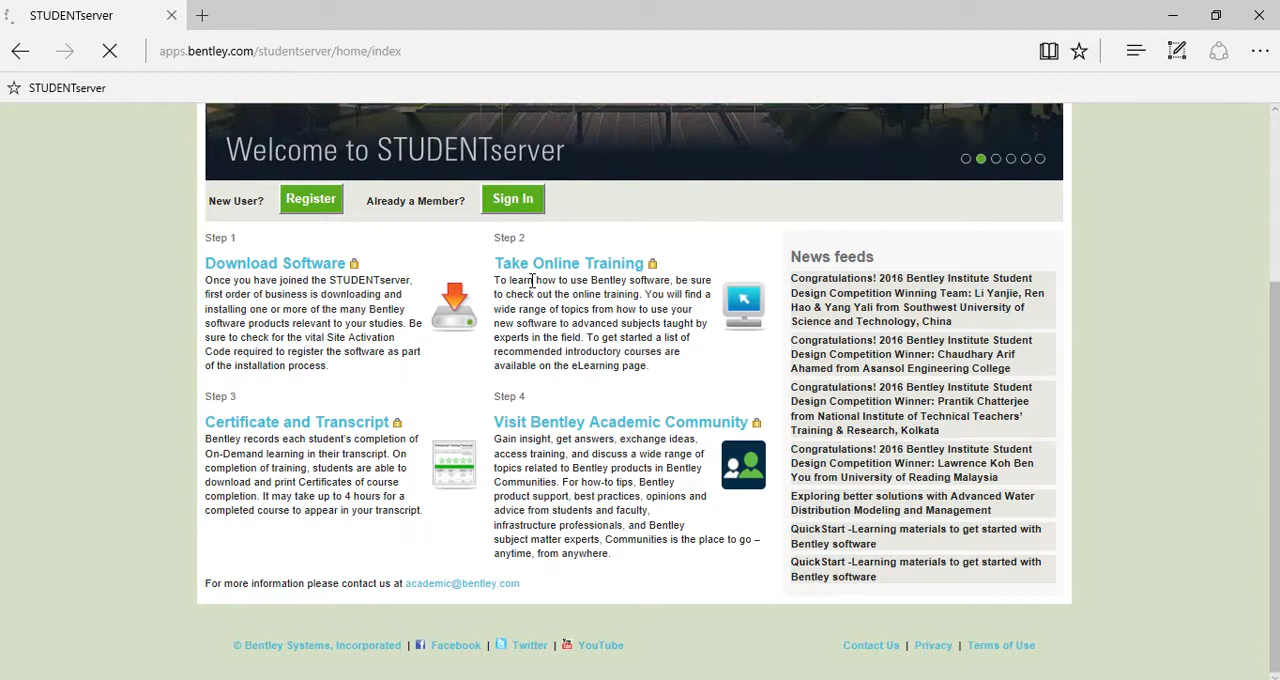 STUDENTserver
apps.bentley.com/studentserver/home/index
STUDENTserver
Welcome to STUDENTserver
New User?
Register
Already a Member?
Sign In
Step 1
Download Software
Once you have joined the STUDENTserver,
first order of business is downloading and
installing one or more of the many Bentley
software products relevant to your studies. Be
sure to check for the vital Site Activation
Code required to register the software as part
of the installation process.
Step 2
Take Online Training
To learn how to use Bentley software, be sure
to check out the online training. You will find a
wide range of topics from how to use your
new software to advanced subjects taught by
experts in the field. To get started a list of
recommended introductory courses are
available on the eLearning page.
Step 3
Certificate and Transcript
Bentley records each student's completion of
On-Demand learning in their transcript. On
completion of training, students are able to
download and print Certificates of course
completion. It may take up to 4 hours for a
completed course to appear in your transcript.
Step 4
Visit Bentley Academic Community
Gain insight, get answers, exchange ideas,
access training, and discuss a wide range of
topics related to Bentley products in Bentley
Communities. For how-to tips, Bentley
product support, best practices, opinions and
advice from students and faculty,
infrastructure professionals, and Bentley
subject matter experts, Communities is the place to go –
anytime, from anywhere.
News feeds
Congratulations! 2016 Bentley Institute Student
Design Competition Winning Team: Li Yanjie, Ren
Hao & Yang Yali from Southwest University of
Science and Technology, China
Congratulations! 2016 Bentley Institute Student
Design Competition Winner: Chaudhary Arif
Ahamed from Asansol Engineering College
Congratulations! 2016 Bentley Institute Student
Design Competition Winner: Prantik Chatterjee
from National Institute of Technical Teachers'
Training & Research, Kolkata
Congratulations! 2016 Bentley Institute Student
Design Competition Winner: Lawrence Koh Ben
You from University of Reading Malaysia
Exploring better solutions with Advanced Water
Distribution Modeling and Management
QuickStart -Learning materials to get started with
Bentley software
QuickStart -Learning materials to get started with
Bentley software
For more information please contact us at academic@bentley.com
© Bentley Systems, Incorporated | Facebook | Twitter | YouTube
Contact Us | Privacy | Terms of Use